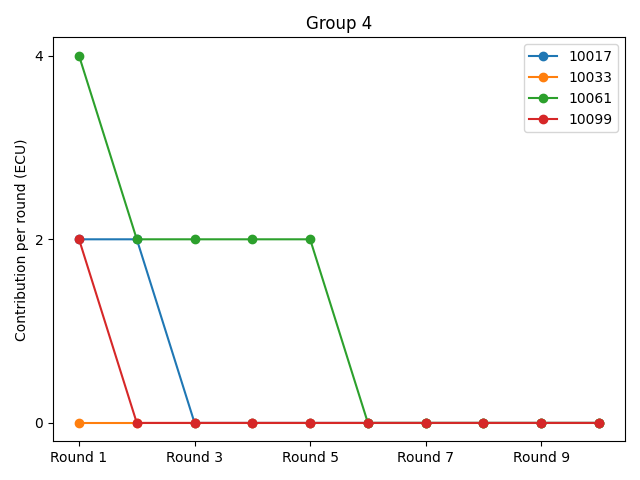 Group 4
10017
10033
10061
10099
Contribution per round (ECU)
4
2
0
Round 1
Round 3
Round 5
Round 7
Round 9